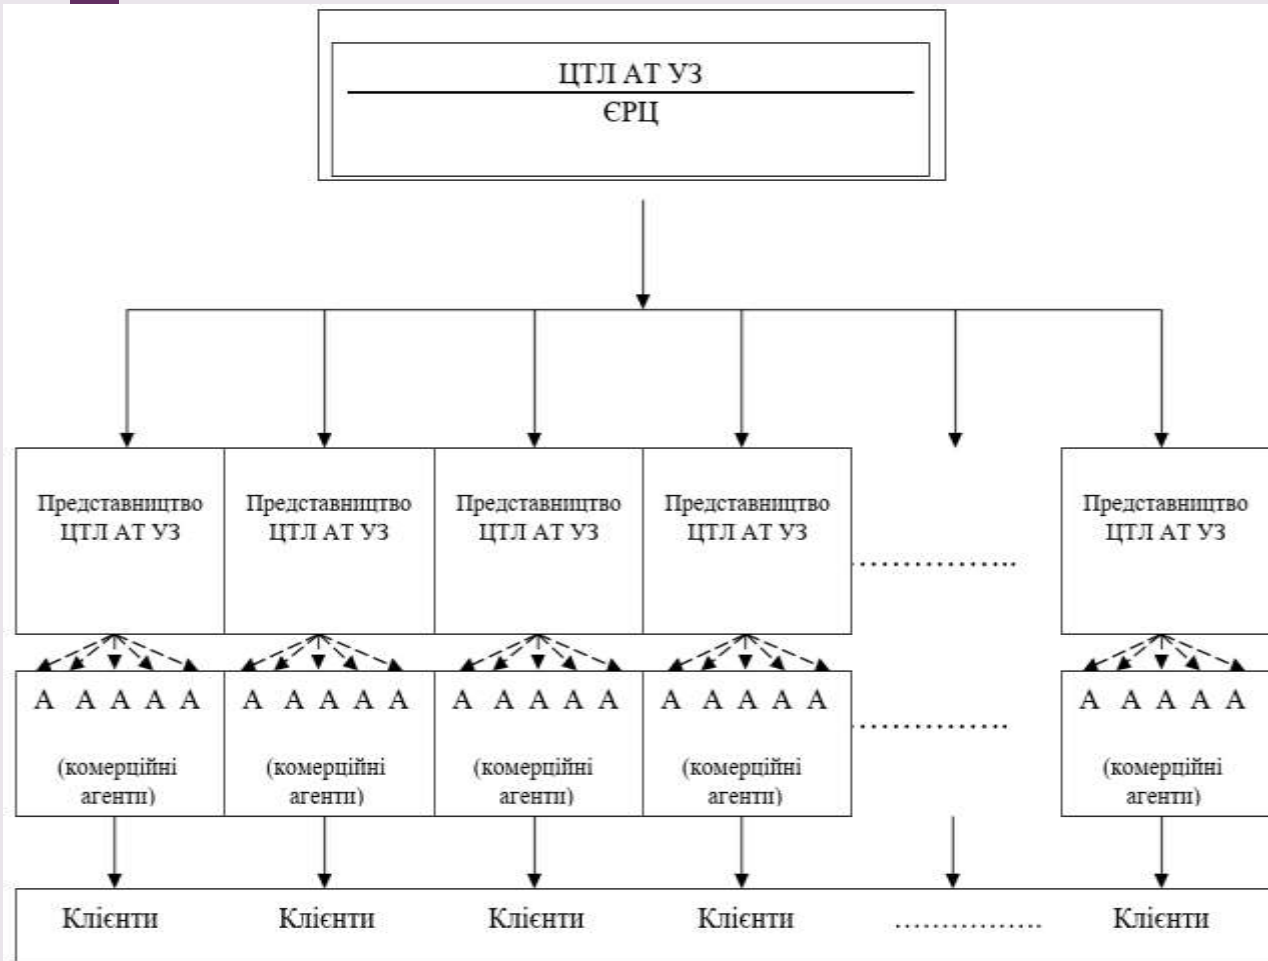 ЦТЛ АТ УЗ
ЄРЦ
Представництво Представництво Представництво Представництво Представництво
ЦТЛ АТ УЗ ЦТЛ АТ УЗ ЦТЛ АТ УЗ ЦТЛ АТ УЗ ЦТЛ АТ УЗ
................
А А А А А А А А А А А А А А А А А А А А А А А А А
................
(комерційні (комерційні (комерційні (комерційні (комерційні
агенти) агенти) агенти) агенти) агенти)
Клієнти Клієнти Клієнти Клієнти ................ Клієнти